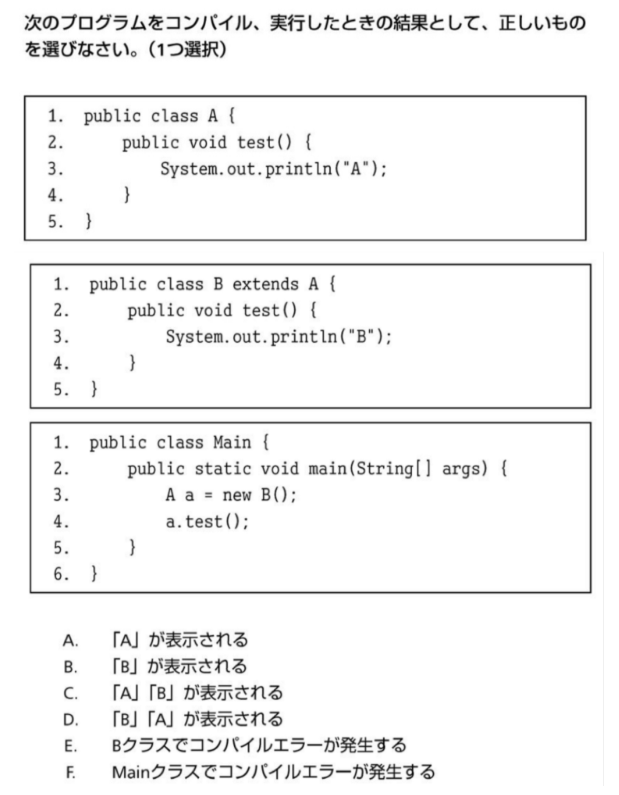 次のプログラムをコンパイル、実行したときの結果として、正しいもの
を選びなさい。（1つ選択）
1. public class A {
2.     public void test() {
3.         System.out.println("A");
4.     }
5. }
1. public class B extends A {
2.     public void test() {
3.         System.out.println("B");
4.     }
5. }
1. public class Main {
2.     public static void main(String[] args) {
3.         A a = new B();
4.         a.test();
5.     }
6. }
A. 「A」が表示される
B. 「B」が表示される
C. 「A」「B」が表示される
D. 「B」「A」が表示される
E. Bクラスでコンパイルエラーが発生する
F. Mainクラスでコンパイルエラーが発生する